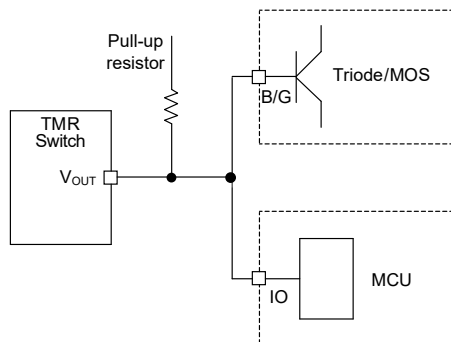 Pull-up
resistor
TMR
Switch
VOUT
B/G
Triode/MOS
IO
MCU